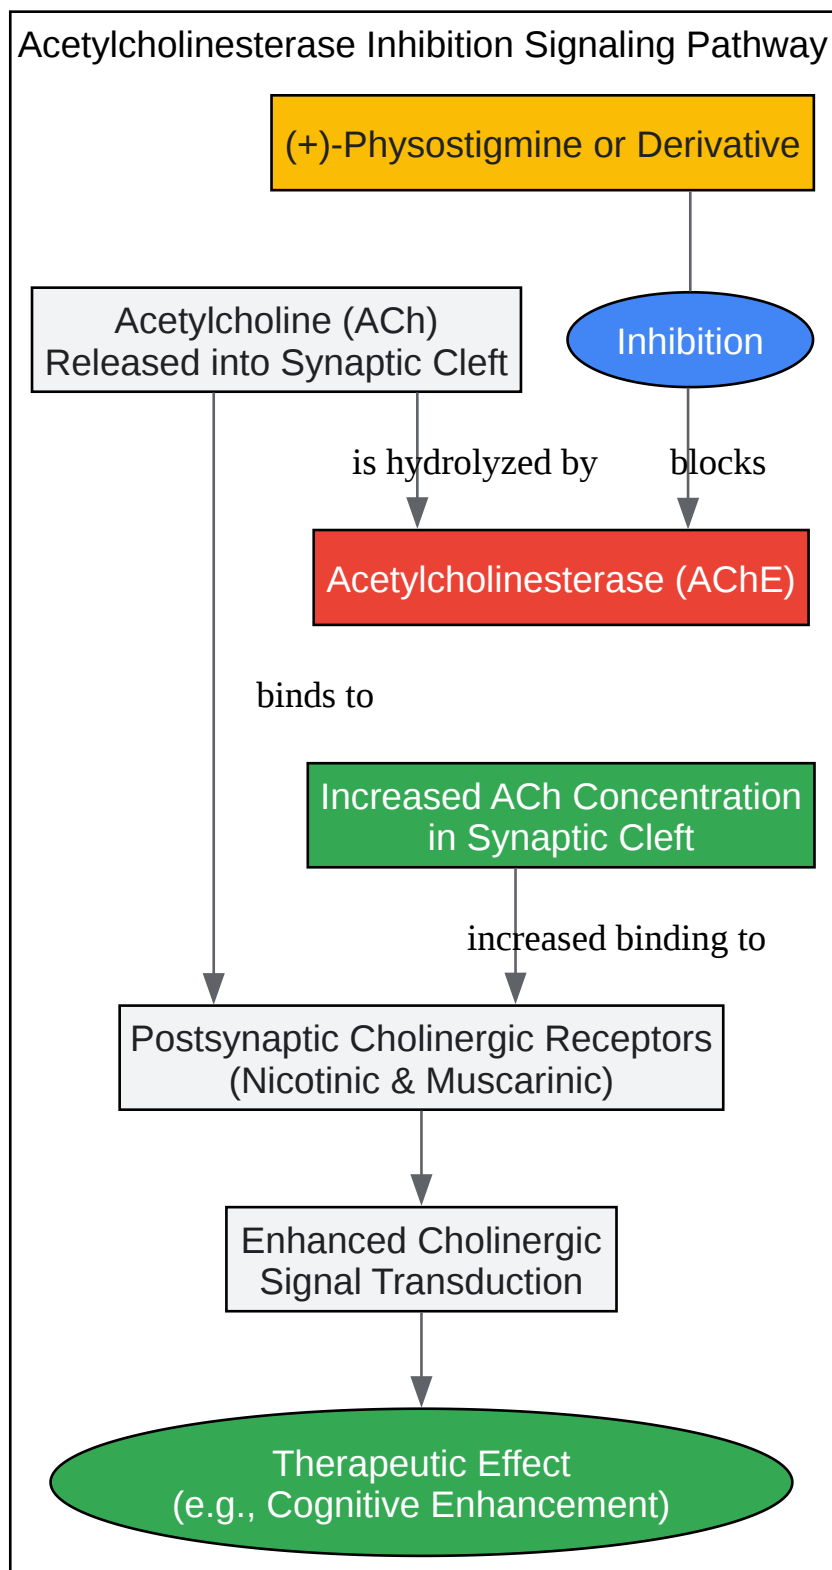 Acetylcholinesterase Inhibition Signaling Pathway
(+)-Physostigmine or Derivative
Acetylcholine (ACh)
Released into Synaptic Cleft
Inhibition
is hydrolyzed by
blocks
Acetylcholinesterase (AChE)
binds to
Increased ACh Concentration
in Synaptic Cleft
increased binding to
Postsynaptic Cholinergic Receptors
(Nicotinic & Muscarinic)
Enhanced Cholinergic
Signal Transduction
Therapeutic Effect
(e.g., Cognitive Enhancement)